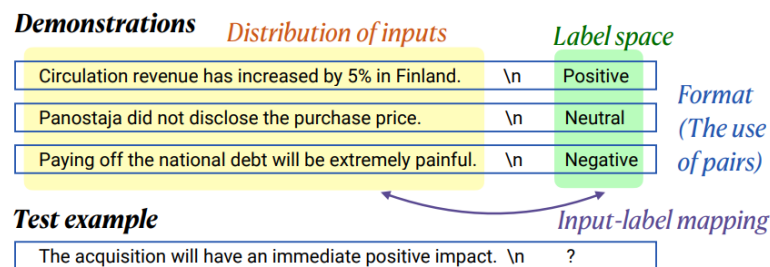 Demonstrations
Distribution of inputs
Label space
Circulation revenue has increased by 5% in Finland. \n Positive
Panostaja did not disclose the purchase price. \n Neutral
Paying off the national debt will be extremely painful. \n Negative
Format
(The use
of pairs)
Test example
Input-label mapping
The acquisition will have an immediate positive impact. \n ?